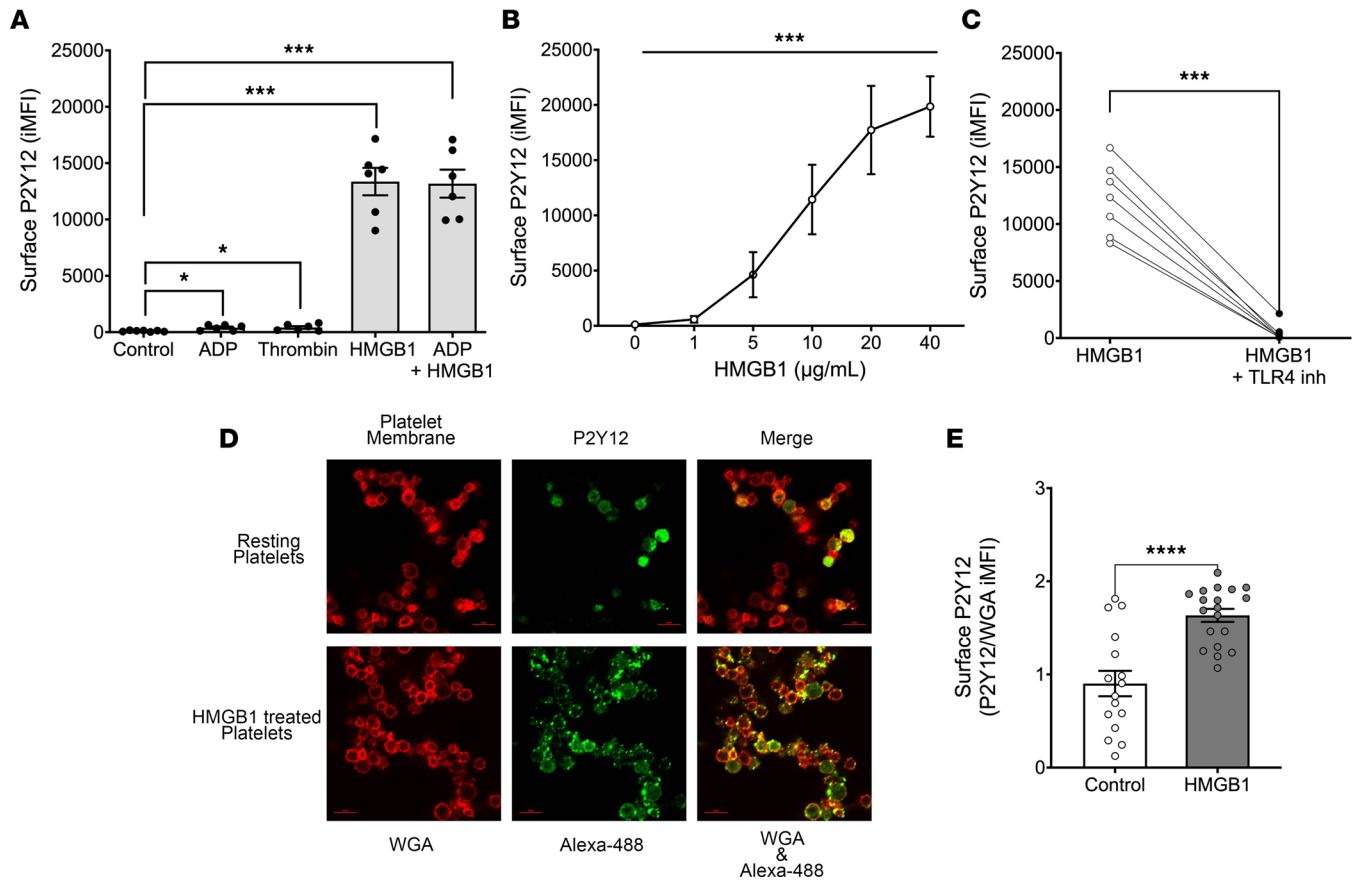 A
Surface P2Y12 (iMFI)
25000
20000
15000
10000
5000
0
***
***
*
*
Control
ADP
Thrombin
HMGB1
ADP
+ HMGB1
B
Surface P2Y12 (iMFI)
25000
20000
15000
10000
5000
0
***
0
1
5
10
20
40
HMGB1 (µg/mL)
C
Surface P2Y12 (iMFI)
25000
20000
15000
10000
5000
0
***
HMGB1
HMGB1
+ TLR4 inh
D
Platelet
Membrane
P2Y12
Merge
Resting
Platelets
HMGB1 treated
Platelets
WGA
Alexa-488
WGA
&
Alexa-488
E
Surface P2Y12
(P2Y12/WGA iMFI)
3
2
1
0
****
Control
HMGB1